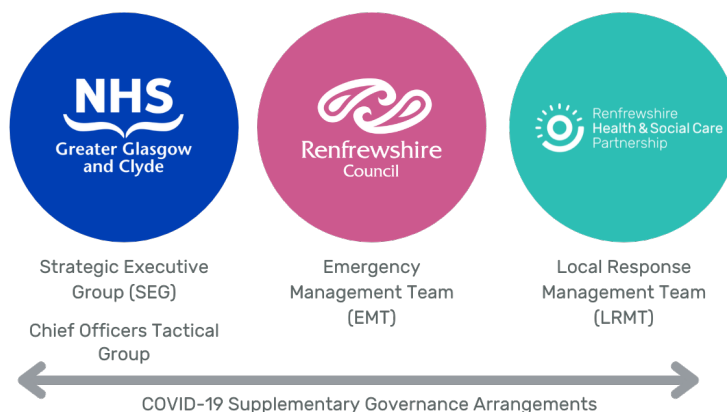 NHS
Greater Glasgow
and Clyde
Renfrewshire
Council
Renfrewshire
Health & Social Care
Partnership
Strategic Executive
Group (SEG)
Chief Officers Tactical
Group
Emergency
Management Team
(EMT)
Local Response
Management Team
(LRMT)
COVID-19 Supplementary Governance Arrangements